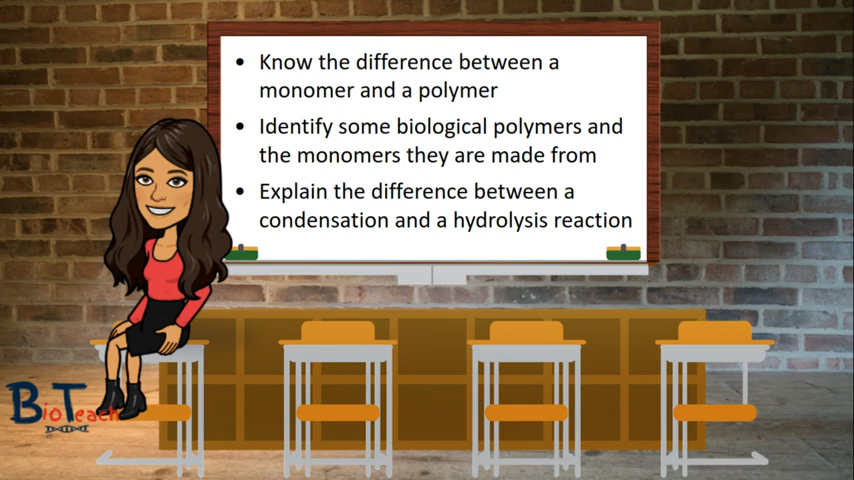 • Know the difference between a
monomer and a polymer
• Identify some biological polymers and
the monomers they are made from
• Explain the difference between a
condensation and a hydrolysis reaction
BioTeach